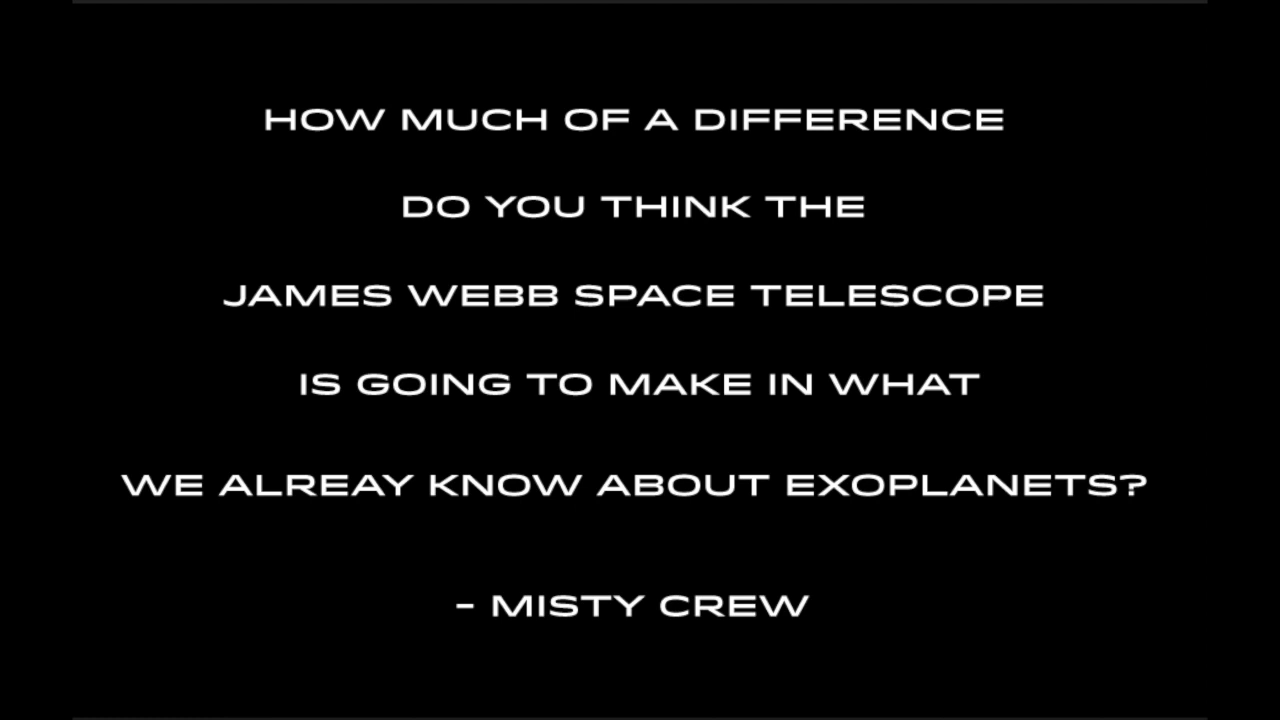 HOW MUCH OF A DIFFERENCE
DO YOU THINK THE
JAMES WEBB SPACE TELESCOPE
IS GOING TO MAKE IN WHAT
WE ALREAY KNOW ABOUT EXOPLANETS?
- MISTY CREW